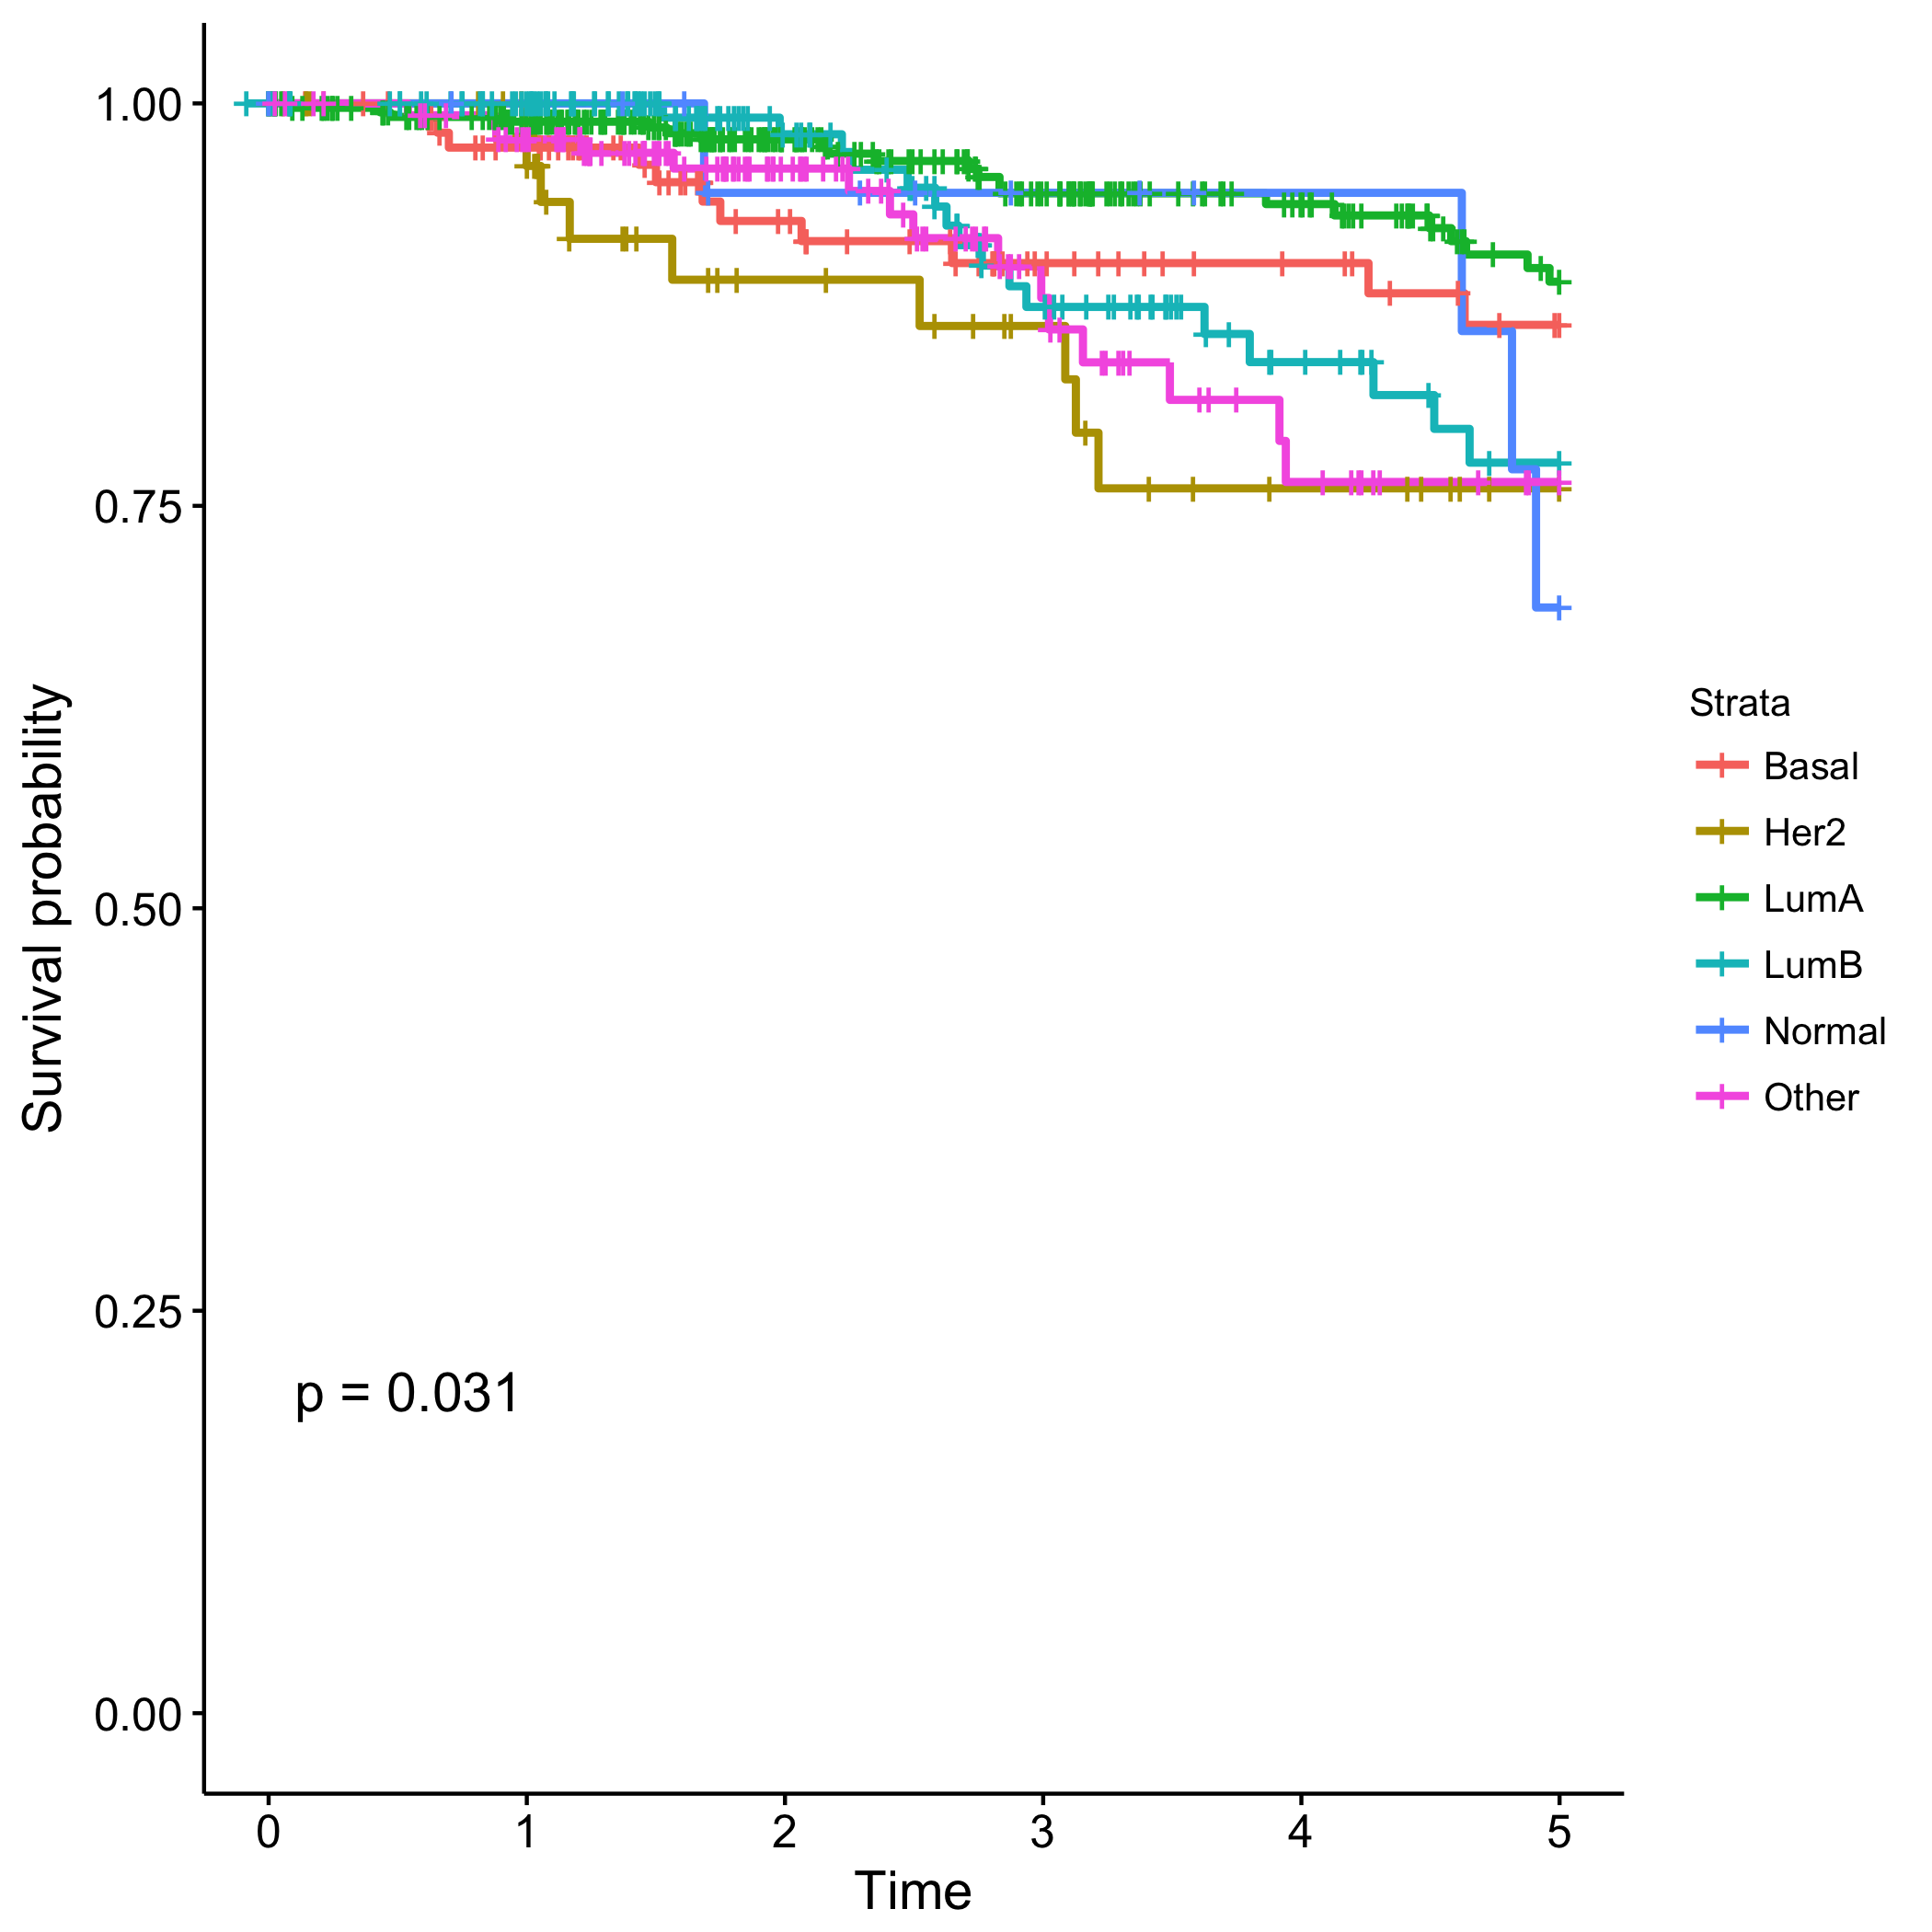 Survival probability
1.00
0.75
0.50
0.25
0.00
p = 0.031
0 1 2 3 4 5
Time
Strata
Basal
Her2
LumA
LumB
Normal
Other